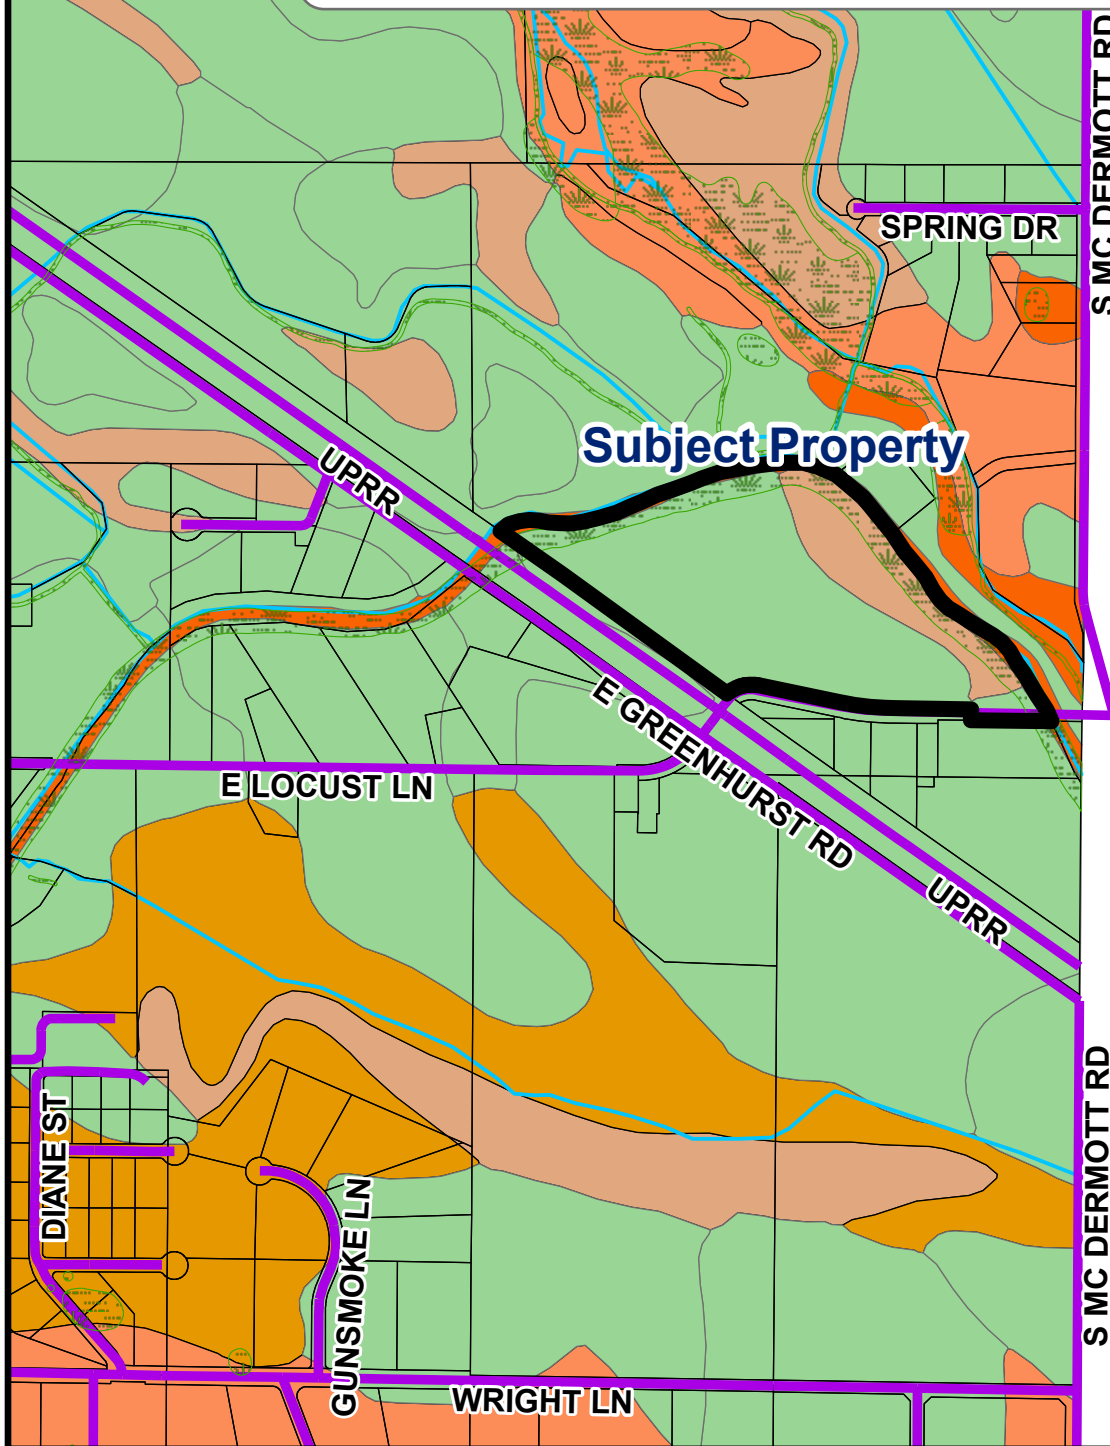 S MC DERMOTT RD
SPRING DR
Subject Property
UPRR
E GREENHURST RD
E LOCUST LN
UPRR
DIANE ST
GUNSMOKE LN
S MC DERMOTT RD
WRIGHT LN